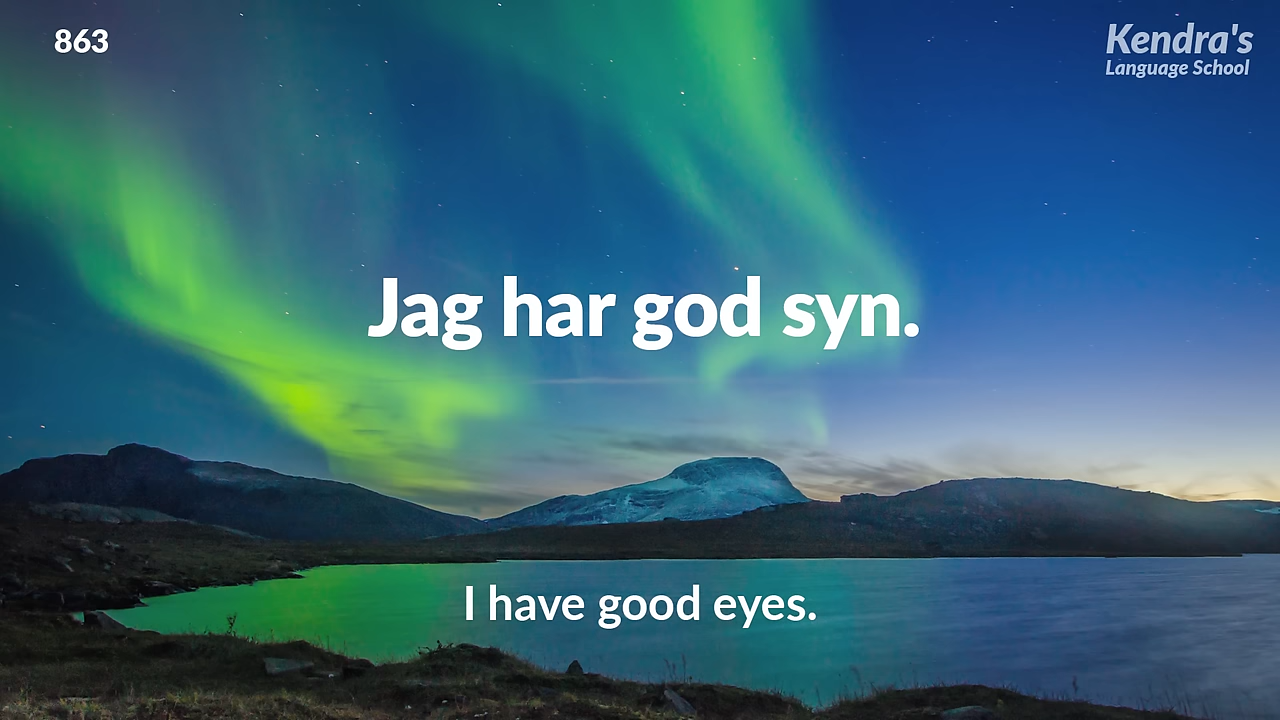 863
Kendra's
Language School
Jag har god syn.
I have good eyes.